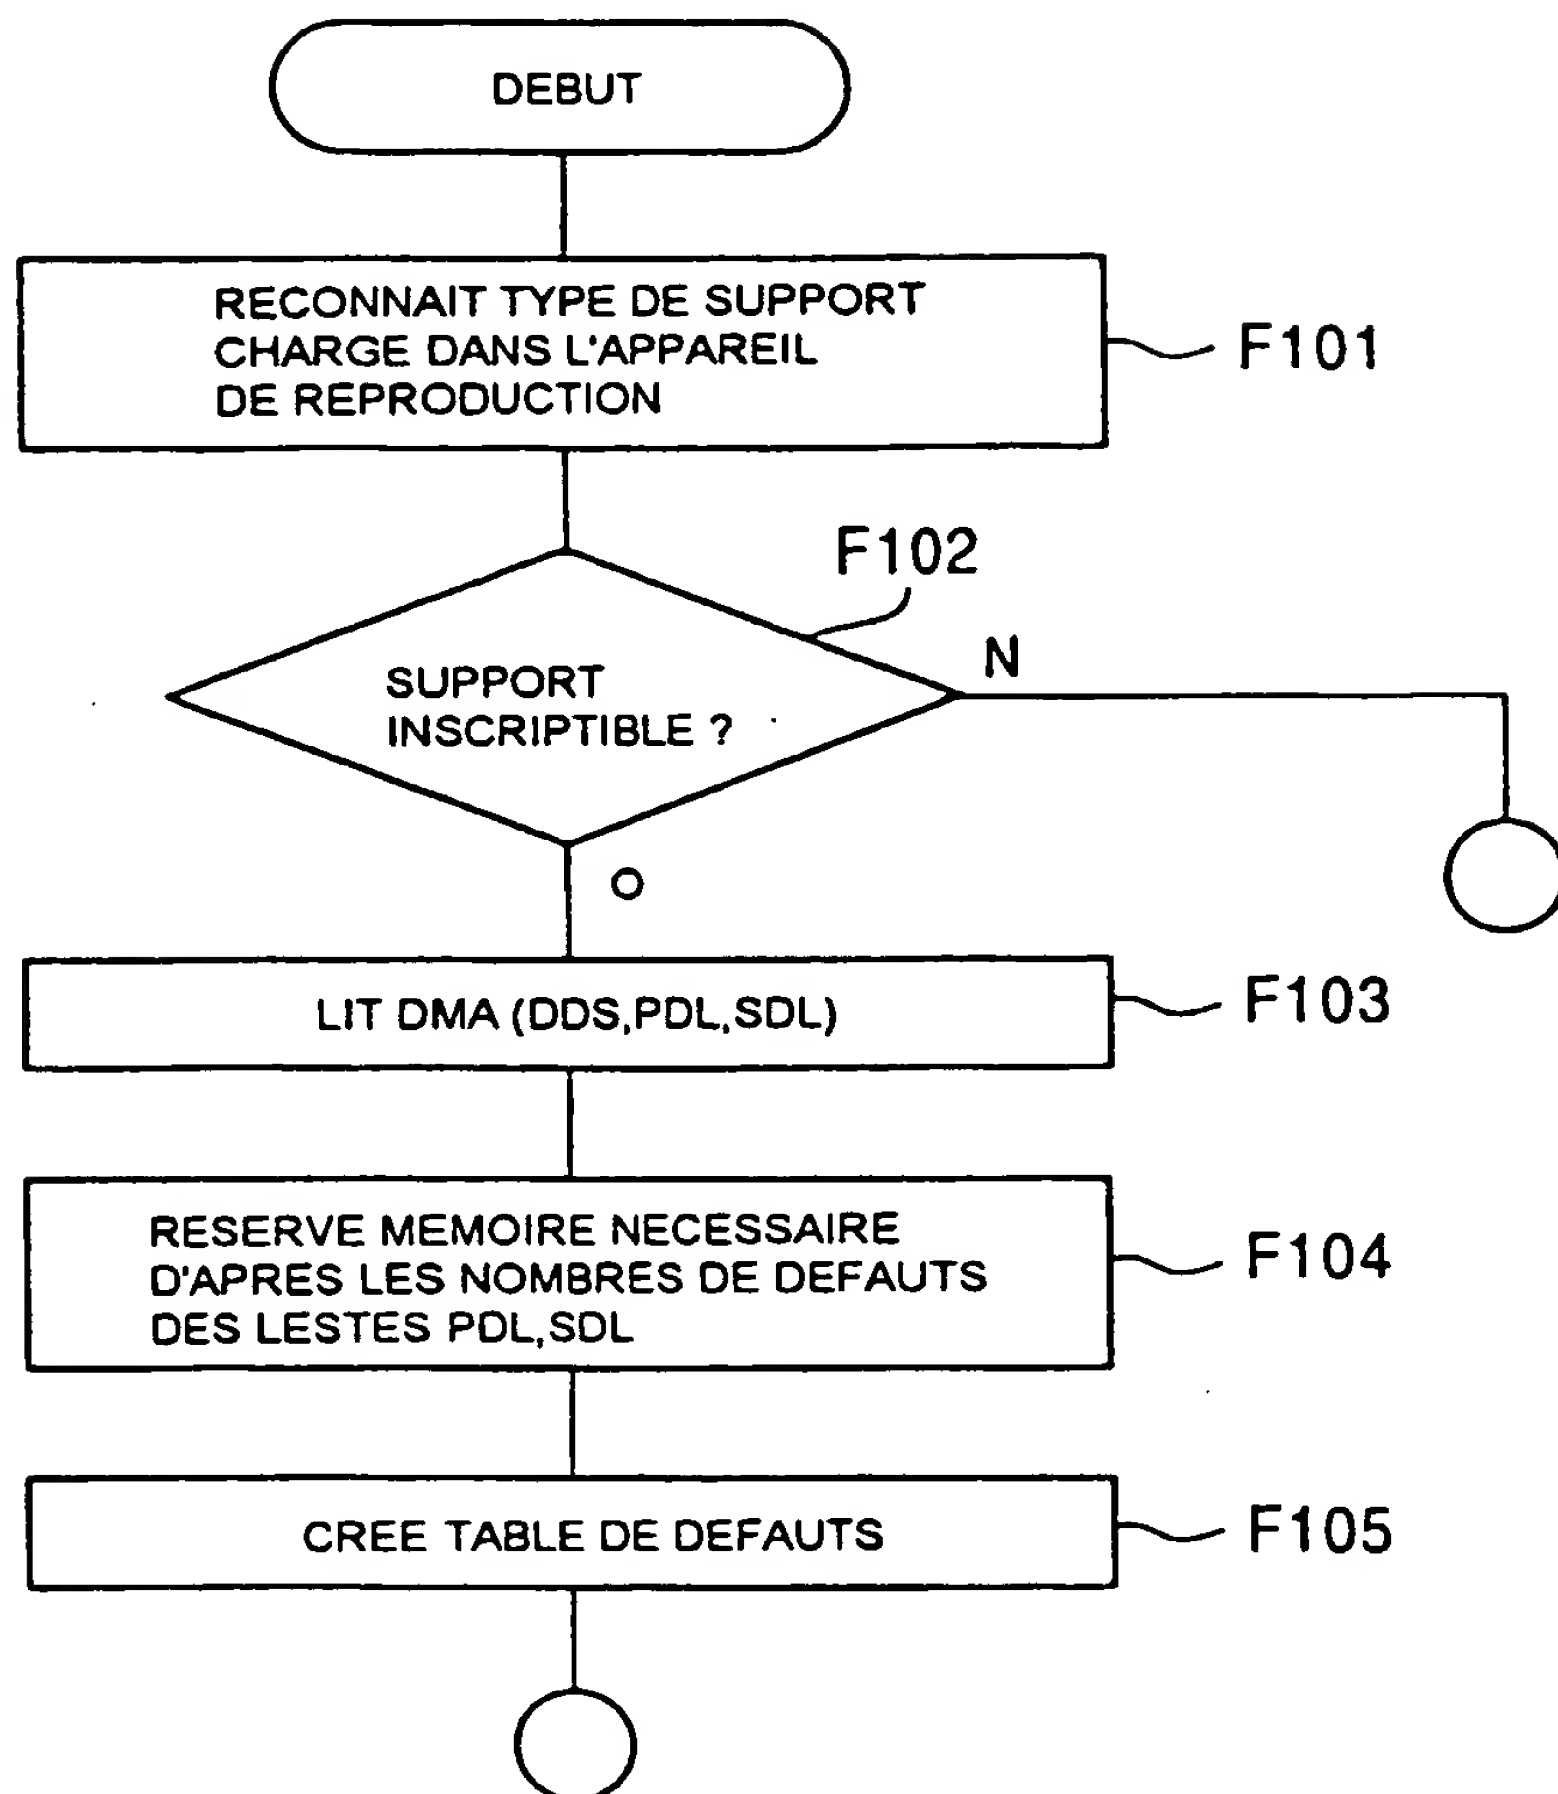 DEBUT
RECONNAIT TYPE DE SUPPORT
CHARGE DANS L'APPAREIL
DE REPRODUCTION
F101
F102
SUPPORT
INSCRIPTIBLE ?
N
O
LIT DMA (DDS,PDL,SDL)
F103
RESERVE MEMOIRE NECESSAIRE
D'APRES LES NOMBRES DE DEFAUTS
DES LESTES PDL,SDL
F104
CREE TABLE DE DEFAUTS
F105